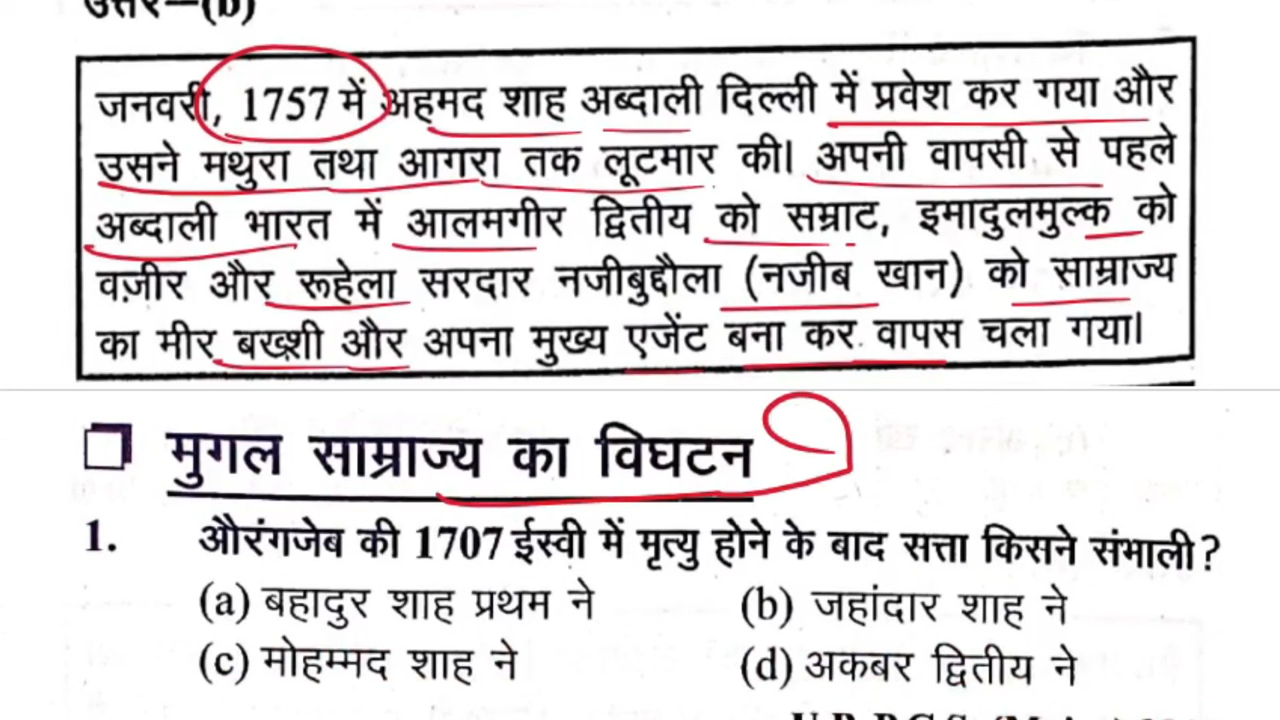 उत्तर—(b)
जनवरी, 1757 में अहमद शाह अब्दाली दिल्ली में प्रवेश कर गया और
उसने मथुरा तथा आगरा तक लूटमार की। अपनी वापसी से पहले
अब्दाली भारत में आलमगीर द्वितीय को सम्राट, इमादुलमुल्क को
वज़ीर और रूहेला सरदार नजीबुद्दौला (नजीब खान) को साम्राज्य
का मीर बख्शी और अपना मुख्य एजेंट बना कर वापस चला गया।
मुगल साम्राज्य का विघटन
1. औरंगजेब की 1707 ईस्वी में मृत्यु होने के बाद सत्ता किसने संभाली?
(a) बहादुर शाह प्रथम ने (b) जहांदार शाह ने
(c) मोहम्मद शाह ने (d) अकबर द्वितीय ने